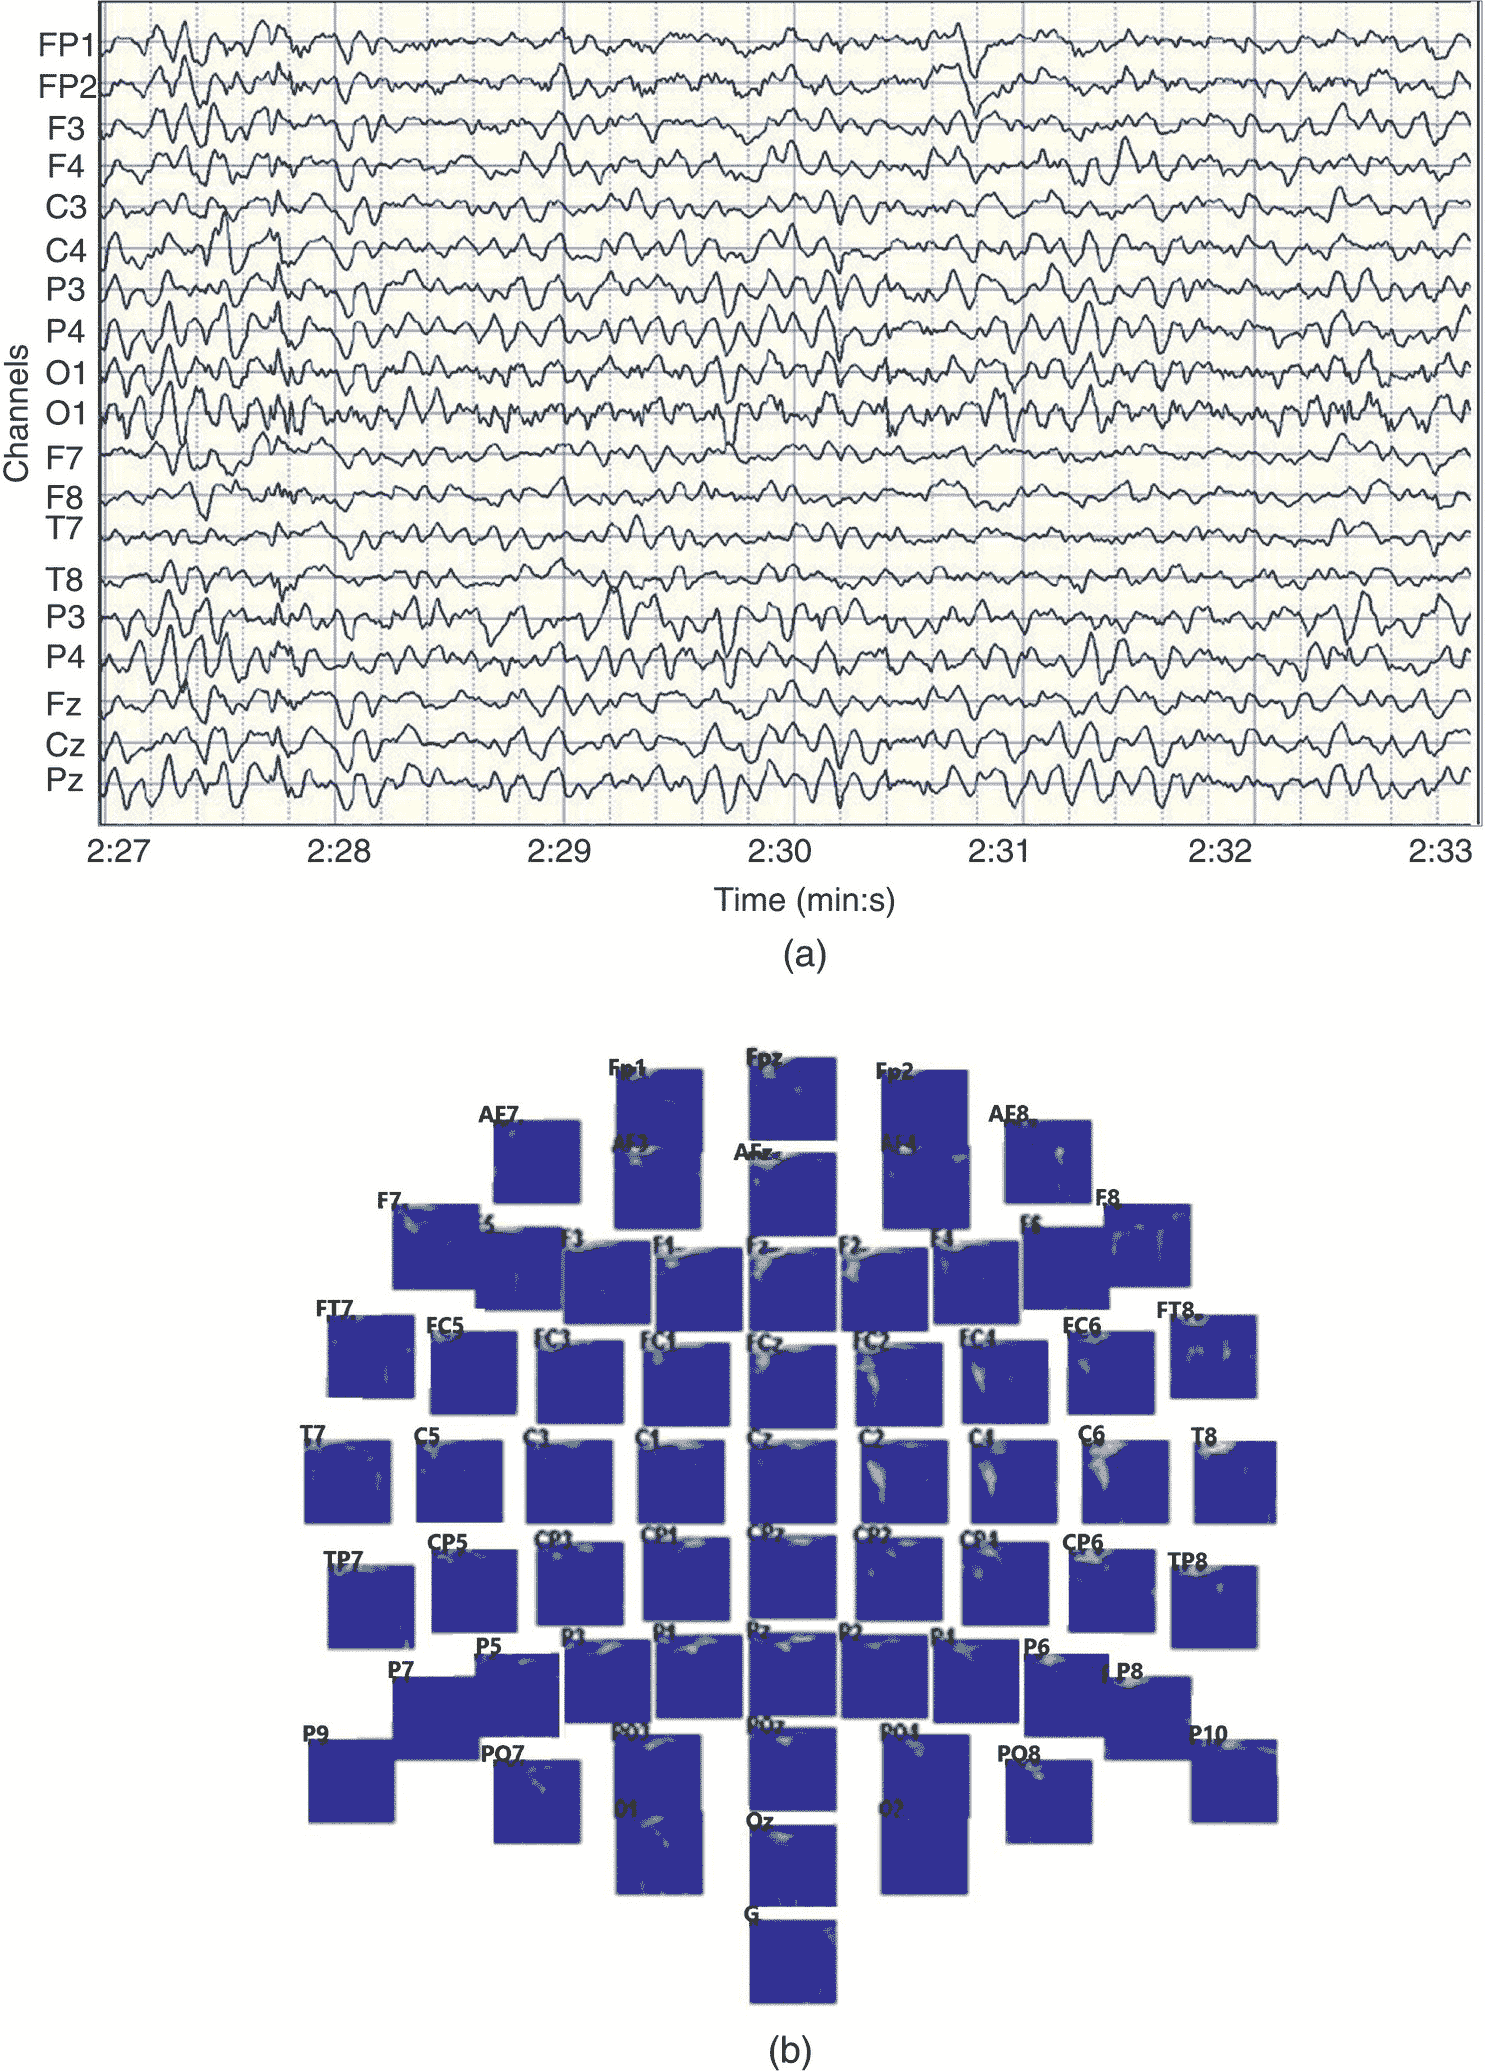 FP1
FP2
F3
F4
C3
C4
P3
P4
O1
O1
F7
F8
T7
T8
P3
P4
Fz
Cz
Pz
Channels
2:27 2:28 2:29 2:30 2:31 2:32 2:33
Time (min:s)
(a)
Fp1 Fpz Fp2
AF7 AF3 AFz AF4 AF8
F7 F5 F3 F1 Fz F2 F4 F6 F8
FT7 FC5 FC3 FC1 FCz FC2 FC4 FC6 FT8
T7 C5 C3 C1 Cz C2 C4 C6 T8
TP7 CP5 CP3 CP1 CPz CP2 CP4 CP6 TP8
P7 P5 P3 P1 Pz P2 P4 P6 P8
P9 PO7 PO3 POz PO4 PO8 P10
O1 Oz O2
G
(b)